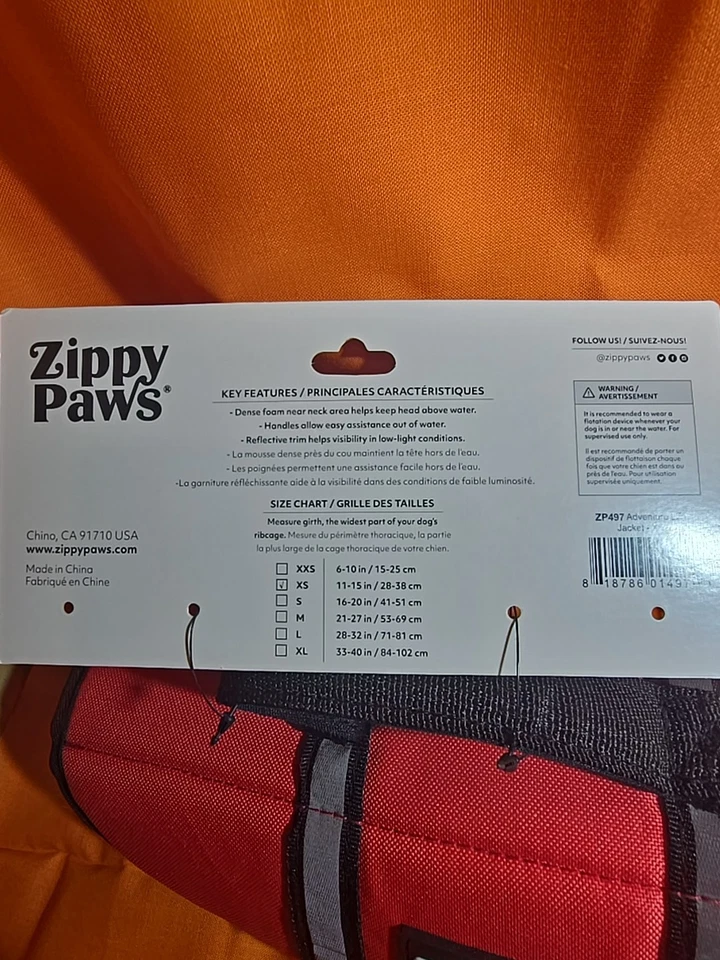 Zippy
Paws®
Chino, CA 91710 USA
www.zippypaws.com
Made in China
Fabriqué en Chine
KEY FEATURES / PRINCIPALES CARACTÉRISTIQUES
- Dense foam near neck area helps keep head above water.
- Handles allow easy assistance out of water.
- Reflective trim helps visibility in low-light conditions.
- La mousse dense près du cou maintient la tête hors de l'eau.
- Les poignées permettent une assistance facile hors de l'eau.
-La garniture réfléchissante aide à la visibilité dans des conditions de faible luminosité.
SIZE CHART / GRILLE DES TAILLES
Measure girth, the widest part of your dog's
ribcage. Mesure du périmètre thoracique, la partie
la plus large de la cage thoracique de votre chien.
XXS 6-10 in / 15-25 cm
XS 11-15 in / 28-38 cm
S 16-20 in / 41-51 cm
M 21-27 in / 53-69 cm
L 28-32 in / 71-81 cm
XL 33-40 in / 84-102 cm
FOLLOW US! / SUIVEZ-NOUS!
@zippypaws
WARNING /
AVERTISSEMENT
It is recommended to wear a
flotation device whenever your
dog is in or near the water. For
supervised use only.
Il est recommandé de porter un
dispositif de flottaison chaque
fois que votre chien est dans ou
près de l'eau. Pour utilisation
supervisée uniquement.
ZP497 Adventure
Jacket -
8 18786 01497